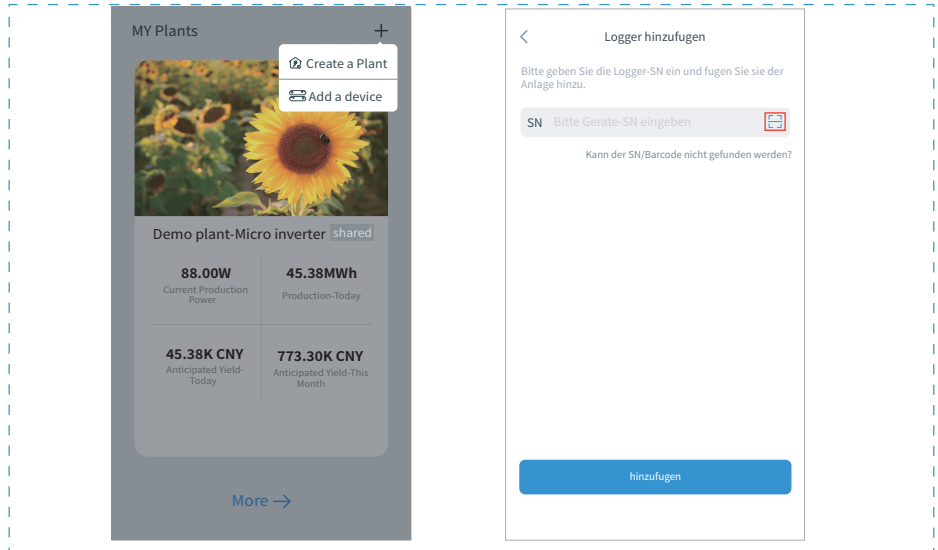 MY Plants
Create a Plant
Add a device
Demo plant-Micro inverter shared
88.00W
Current Production
Power
45.38MWh
Production-Today
45.38K CNY
Anticipated Yield-
Today
773.30K CNY
Anticipated Yield-This
Month
More
Logger hinzufugen
Bitte geben Sie die Logger-SN ein und fugen Sie sie der
Anlage hinzu.
SN Bitte Gerate-SN eingeben
Kann der SN/Barcode nicht gefunden werden?
hinzufugen